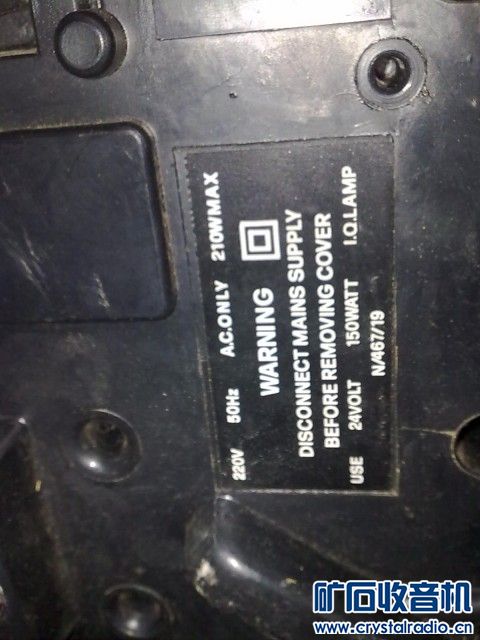 220V 50Hz A.C.ONLY 210WMAX
WARNING
DISCONNECT MAINS SUPPLY
BEFORE REMOVING COVER
USE 24VOLT 150WATT I.Q.LAMP
N/467/19
矿石收音机
www.crystalradio.cn